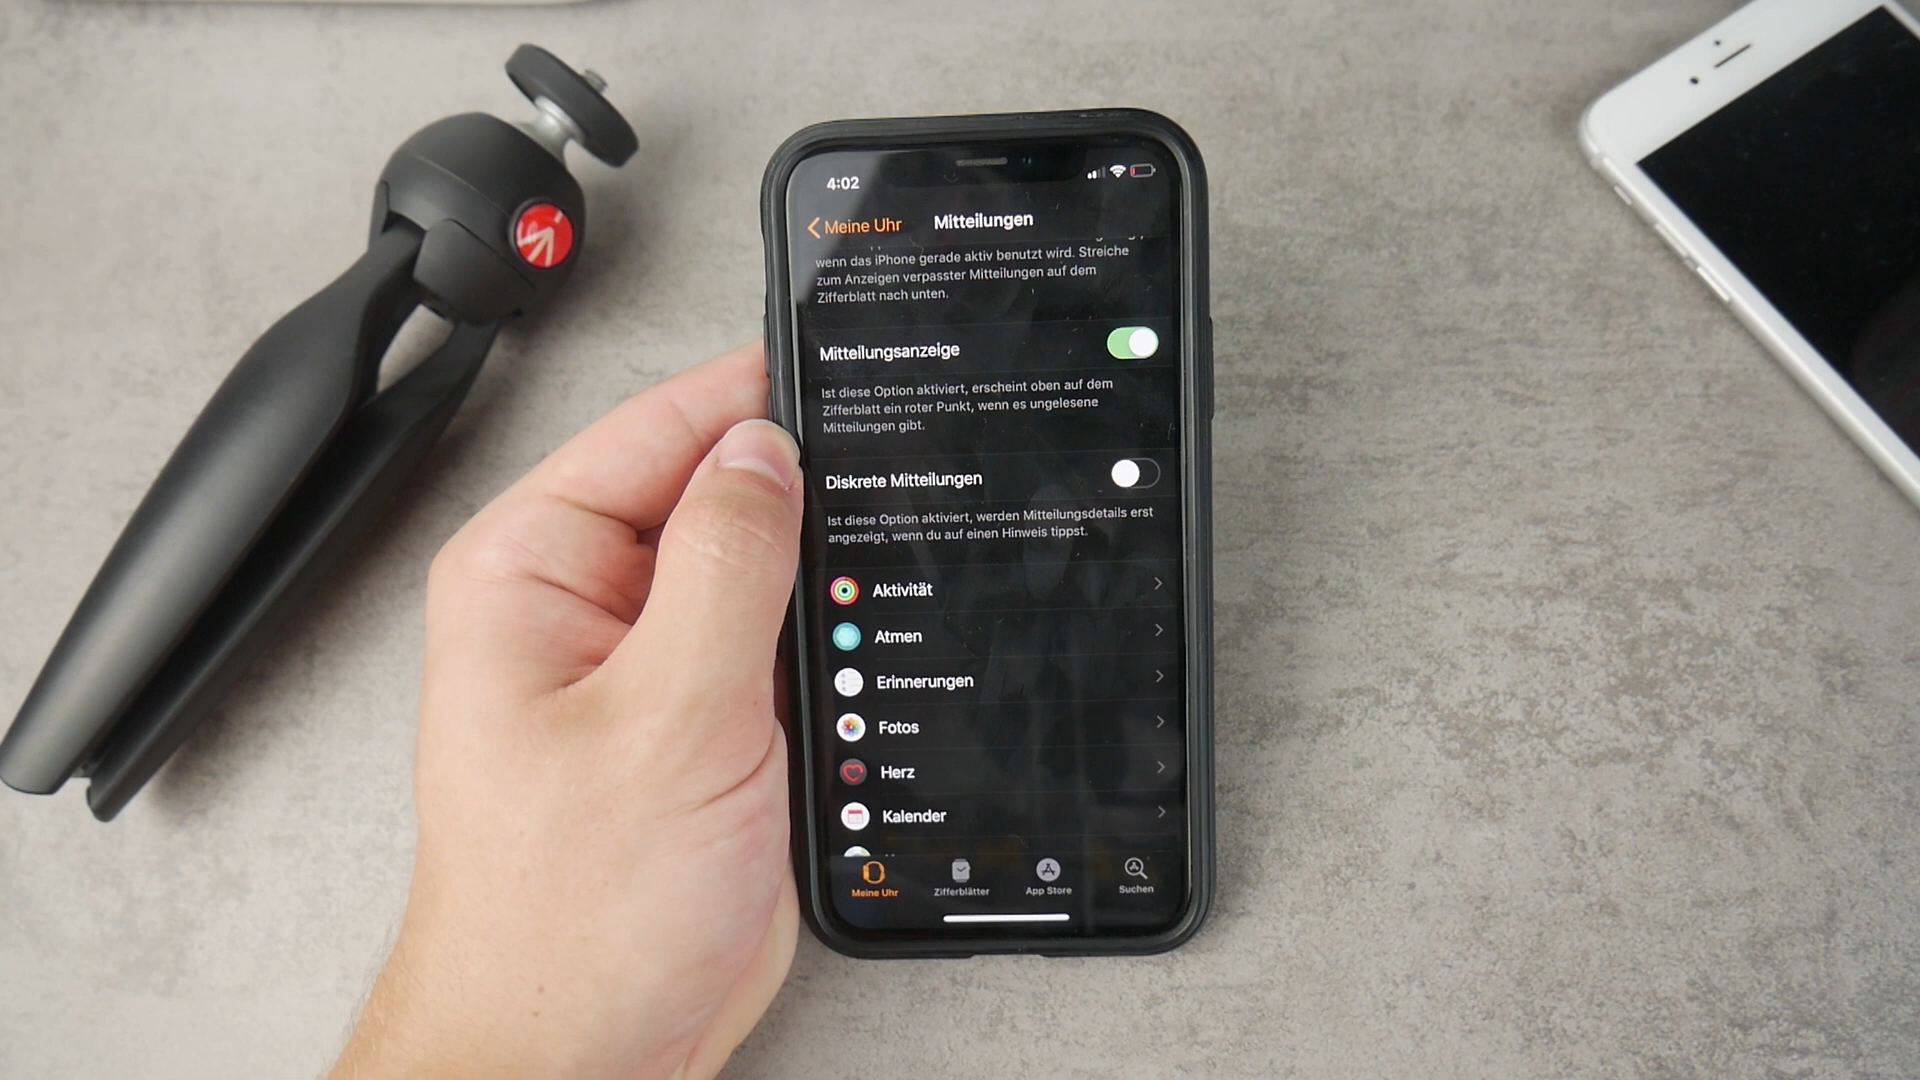 4:02
Meine Uhr
Mitteilungen
wenn das iPhone gerade aktiv benutzt wird. Streiche
zum Anzeigen verpasster Mitteilungen auf dem
Zifferblatt nach unten.
Mitteilungsanzeige
Ist diese Option aktiviert, erscheint oben auf dem
Zifferblatt ein roter Punkt, wenn es ungelesene
Mitteilungen gibt.
Diskrete Mitteilungen
Ist diese Option aktiviert, werden Mitteilungsdetails erst
angezeigt, wenn du auf einen Hinweis tippst.
Aktivität
Atmen
Erinnerungen
Fotos
Herz
Kalender
Meine Uhr
Zifferblätter
App Store
Suchen